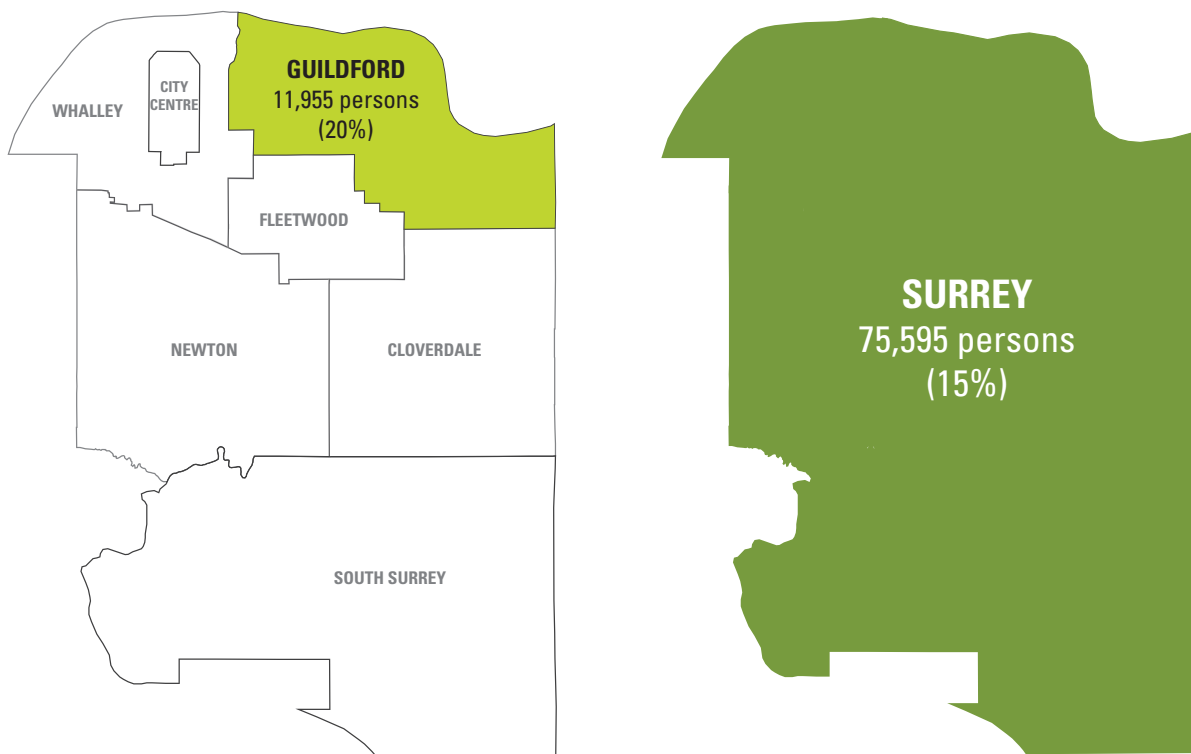 GUILDFORD
11,955 persons
(20%)
WHALLEY
CITY
CENTRE
FLEETWOOD
NEWTON
CLOVERDALE
SOUTH SURREY
SURREY
75,595 persons
(15%)